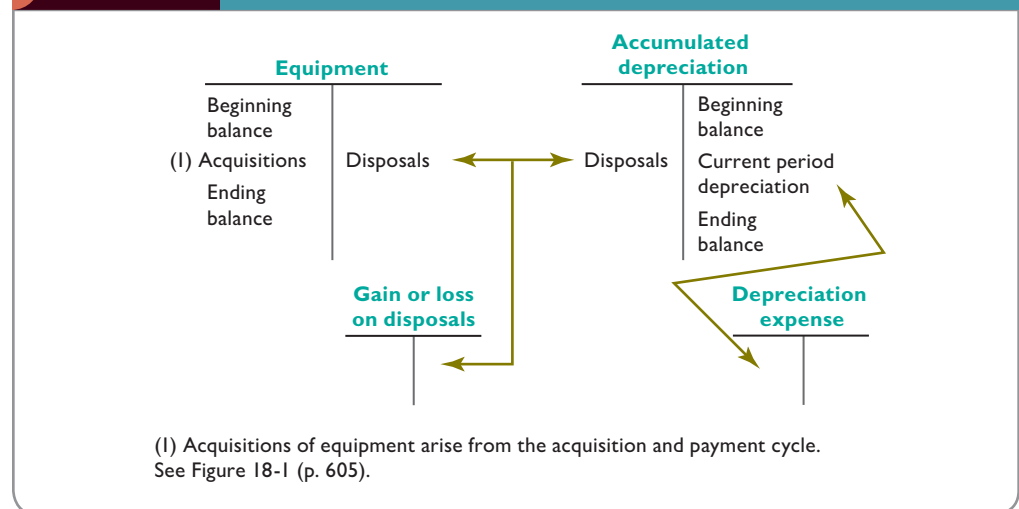 Equipment
Beginning
balance
(1) Acquisitions
Disposals
Ending
balance
Accumulated
depreciation
Disposals
Beginning
balance
Current period
depreciation
Ending
balance
Gain or loss
on disposals
Depreciation
expense
(1) Acquisitions of equipment arise from the acquisition and payment cycle.
See Figure 18-1 (p. 605).